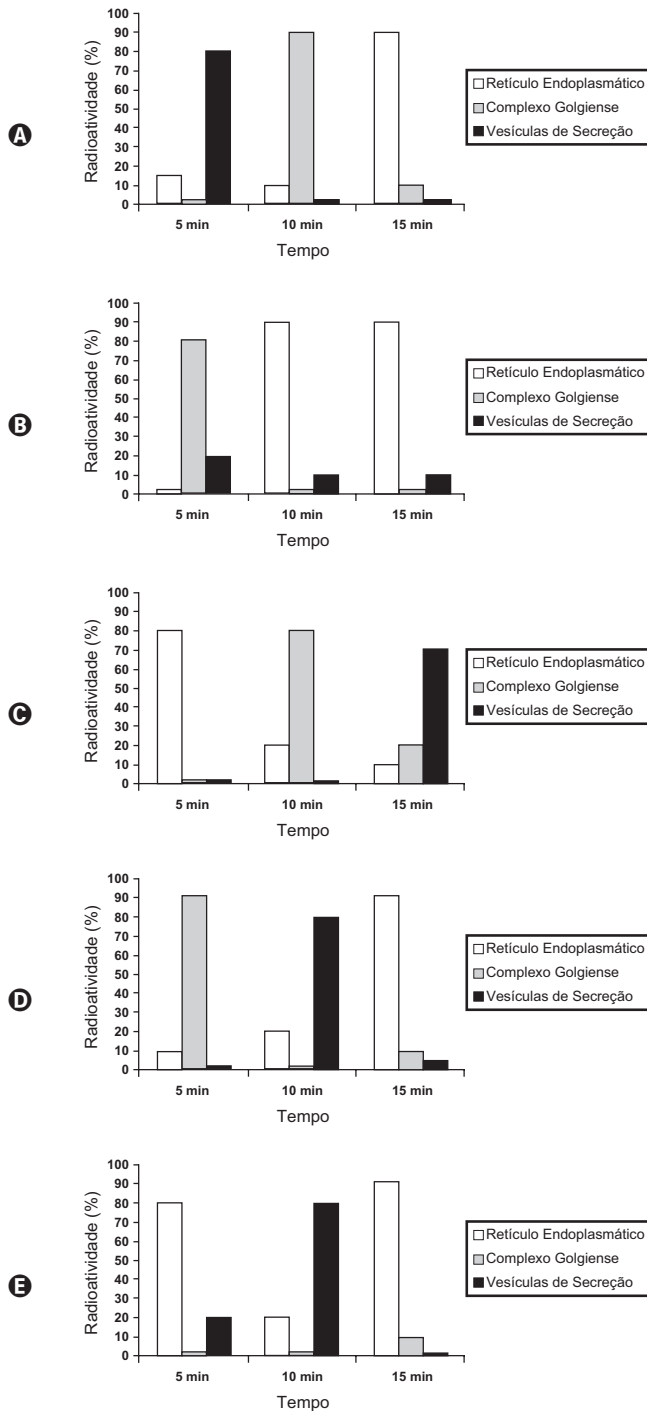 A
Radioatividade (%)
100
90
80
70
60
50
40
30
20
10
0
5 min 10 min 15 min
Tempo
Retículo Endoplasmático
Complexo Golgiense
Vesículas de Secreção
B
Radioatividade (%)
100
90
80
70
60
50
40
30
20
10
0
5 min 10 min 15 min
Tempo
Retículo Endoplasmático
Complexo Golgiense
Vesículas de Secreção
C
Radioatividade (%)
100
90
80
70
60
50
40
30
20
10
0
5 min 10 min 15 min
Tempo
Retículo Endoplasmático
Complexo Golgiense
Vesículas de Secreção
D
Radioatividade (%)
100
90
80
70
60
50
40
30
20
10
0
5 min 10 min 15 min
Tempo
Retículo Endoplasmático
Complexo Golgiense
Vesículas de Secreção
E
Radioatividade (%)
100
90
80
70
60
50
40
30
20
10
0
5 min 10 min 15 min
Tempo
Retículo Endoplasmático
Complexo Golgiense
Vesículas de Secreção